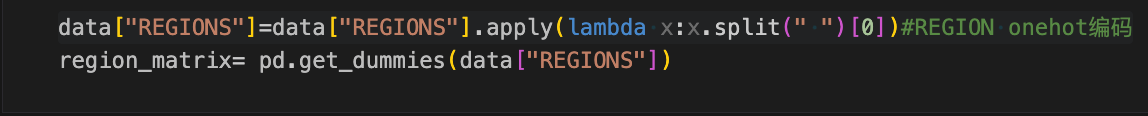 data["REGIONS"]=data["REGIONS"].apply(lambda x:x.split(" ")[0])#REGION onehot编码
region_matrix= pd.get_dummies(data["REGIONS"])